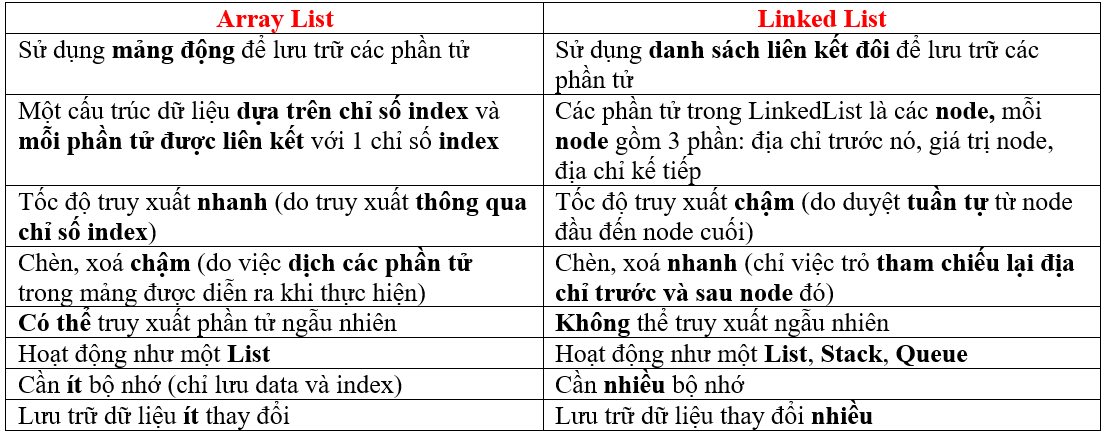 Array List
Linked List
Sử dụng mảng động để lưu trữ các phần tử
Sử dụng danh sách liên kết đôi để lưu trữ các
phần tử
Một cấu trúc dữ liệu dựa trên chỉ số index và
mỗi phần tử được liên kết với 1 chỉ số index
Các phần tử trong LinkedList là các node, mỗi
node gồm 3 phần: địa chỉ trước nó, giá trị node,
địa chỉ kế tiếp
Tốc độ truy xuất nhanh (do truy xuất thông qua
chỉ số index)
Tốc độ truy xuất chậm (do duyệt tuần tự từ node
đầu đến node cuối)
Chèn, xoá chậm (do việc dịch các phần tử
trong mảng được diễn ra khi thực hiện)
Chèn, xoá nhanh (chỉ việc trỏ tham chiếu lại địa
chỉ trước và sau node đó)
Có thể truy xuất phần tử ngẫu nhiên
Không thể truy xuất ngẫu nhiên
Hoạt động như một List
Hoạt động như một List, Stack, Queue
Cần ít bộ nhớ (chỉ lưu data và index)
Cần nhiều bộ nhớ
Lưu trữ dữ liệu ít thay đổi
Lưu trữ dữ liệu thay đổi nhiều